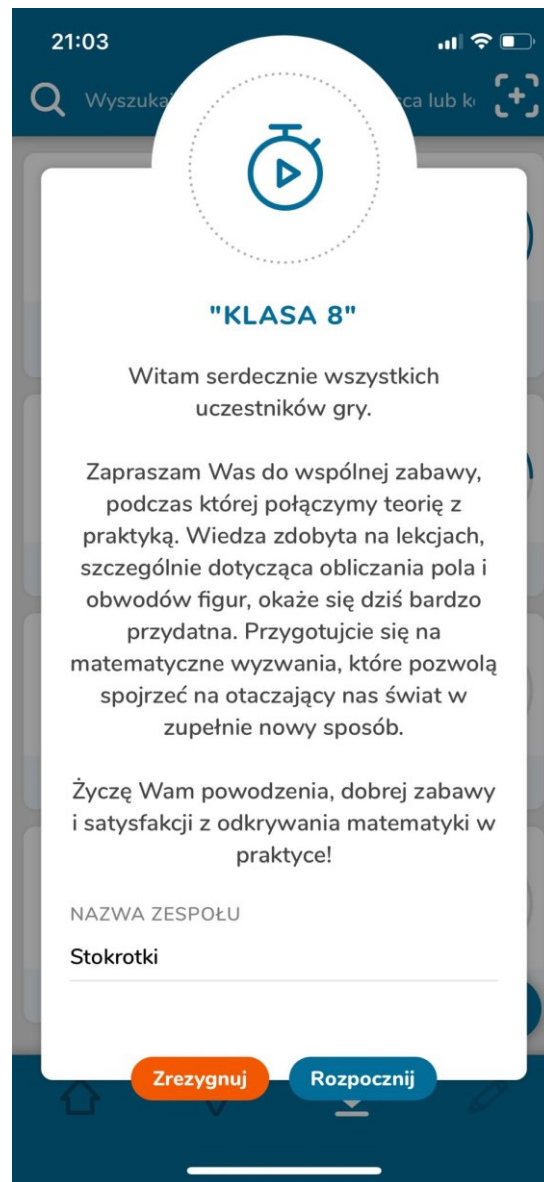 21:03
Wyszuka
sca lub k
"KLASA 8"
Witam serdecznie wszystkich
uczestników gry.
Zapraszam Was do wspólnej zabawy,
podczas której połączymy teorię z
praktyką. Wiedza zdobyta na lekcjach,
szczególnie dotycząca obliczania pola i
obwodów figur, okaże się dziś bardzo
przydatna. Przygotujcie się na
matematyczne wyzwania, które pozwolą
spojrzeć na otaczający nas świat w
zupełnie nowy sposób.
Życzę Wam powodzenia, dobrej zabawy
i satysfakcji z odkrywania matematyki w
praktyce!
NAZWA ZESPOŁU
Stokrotki
Zrezygnuj Rozpocznij